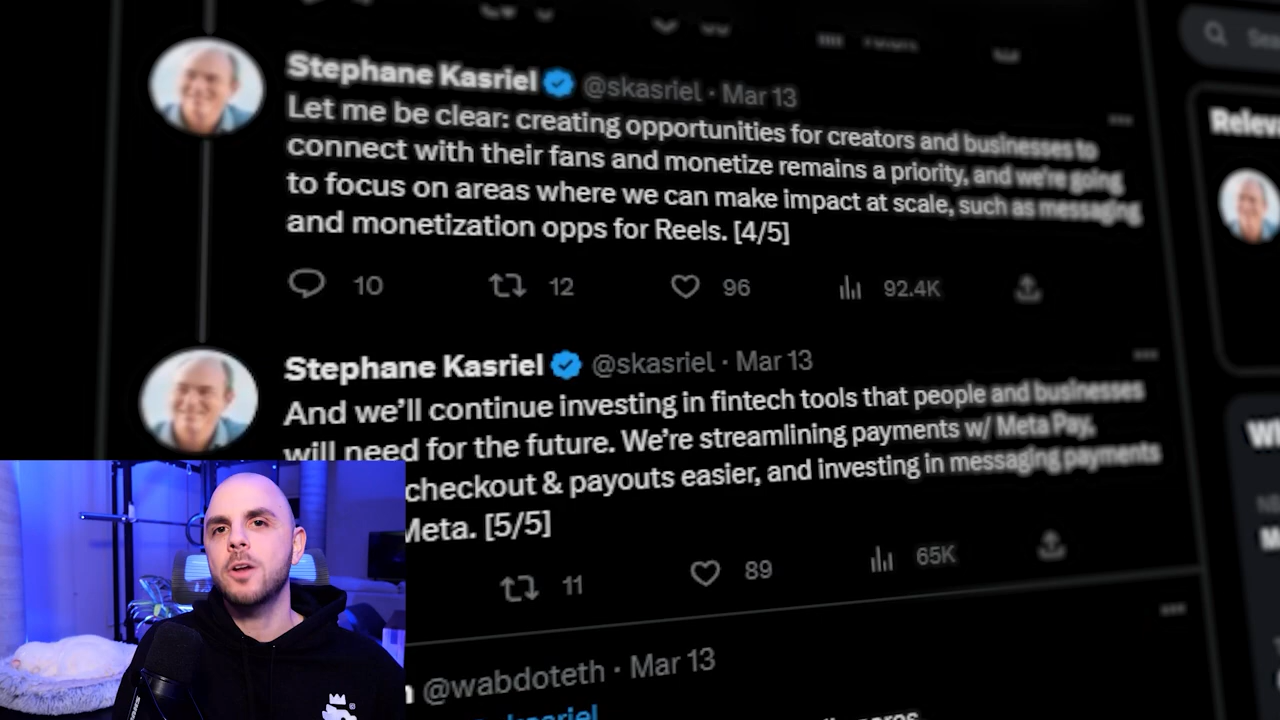 Stephane Kasriel @skasriel · Mar 13
Let me be clear: creating opportunities for creators and businesses to
connect with their fans and monetize remains a priority, and we're going
to focus on areas where we can make impact at scale, such as messaging
and monetization opps for Reels. [4/5]
10 12 96 92.4K
Stephane Kasriel @skasriel · Mar 13
And we’ll continue investing in fintech tools that people and businesses
will need for the future. We’re streamlining payments w/ Meta Pay,
checkout & payouts easier, and investing in messaging payments
Meta. [5/5]
11 89 65K
@wabdoteth · Mar 13